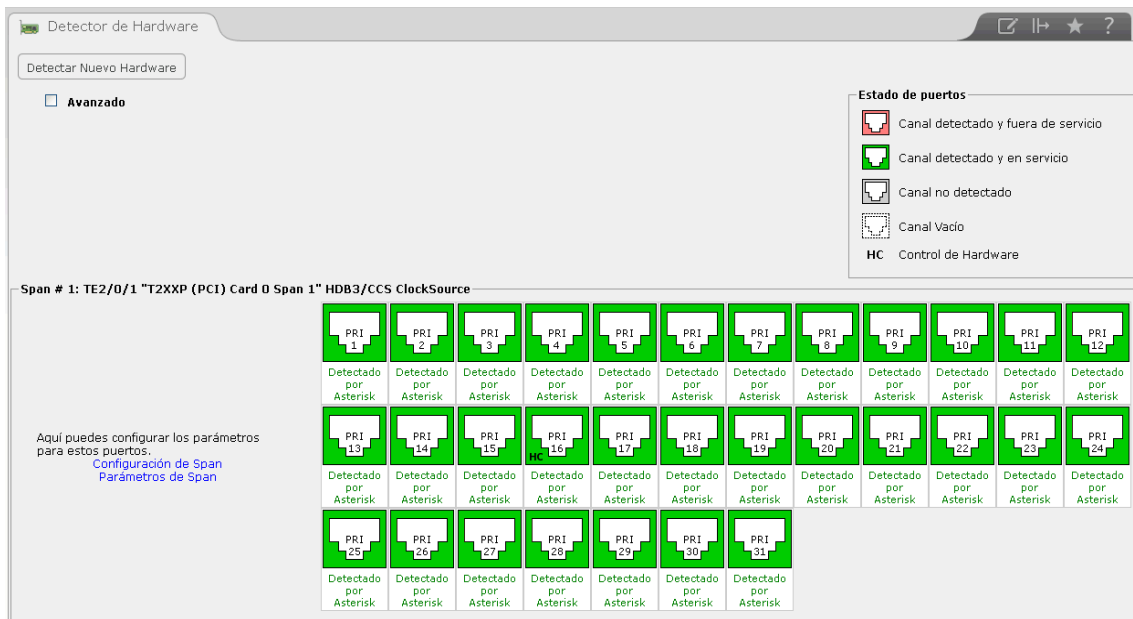 Detector de Hardware
?
Detectar Nuevo Hardware
Avanzado
Estado de puertos
Canal detectado y fuera de servicio
Canal detectado y en servicio
Canal no detectado
Canal Vacío
HC Control de Hardware
Span # 1: TE2/0/1 "T2XXP (PCI) Card 0 Span 1" HDB3/CCS ClockSource
PRI PRI PRI PRI PRI PRI PRI PRI PRI PRI PRI PRI
1 2 3 4 5 6 7 8 9 10 11 12
Detectado Detectado Detectado Detectado Detectado Detectado Detectado Detectado Detectado Detectado Detectado Detectado
por por por por por por por por por por por por
Asterisk Asterisk Asterisk Asterisk Asterisk Asterisk Asterisk Asterisk Asterisk Asterisk Asterisk Asterisk
Aquí puedes configurar los parámetros
para estos puertos.
Configuración de Span
Parámetros de Span
PRI PRI PRI PRI PRI PRI PRI PRI PRI PRI PRI PRI
13 14 15 HC 16 17 18 19 20 21 22 23 24
Detectado Detectado Detectado Detectado Detectado Detectado Detectado Detectado Detectado Detectado Detectado Detectado
por por por por por por por por por por por por
Asterisk Asterisk Asterisk Asterisk Asterisk Asterisk Asterisk Asterisk Asterisk Asterisk Asterisk Asterisk
PRI PRI PRI PRI PRI PRI PRI
25 26 27 28 29 30 31
Detectado Detectado Detectado Detectado Detectado Detectado Detectado
por por por por por por por
Asterisk Asterisk Asterisk Asterisk Asterisk Asterisk Asterisk